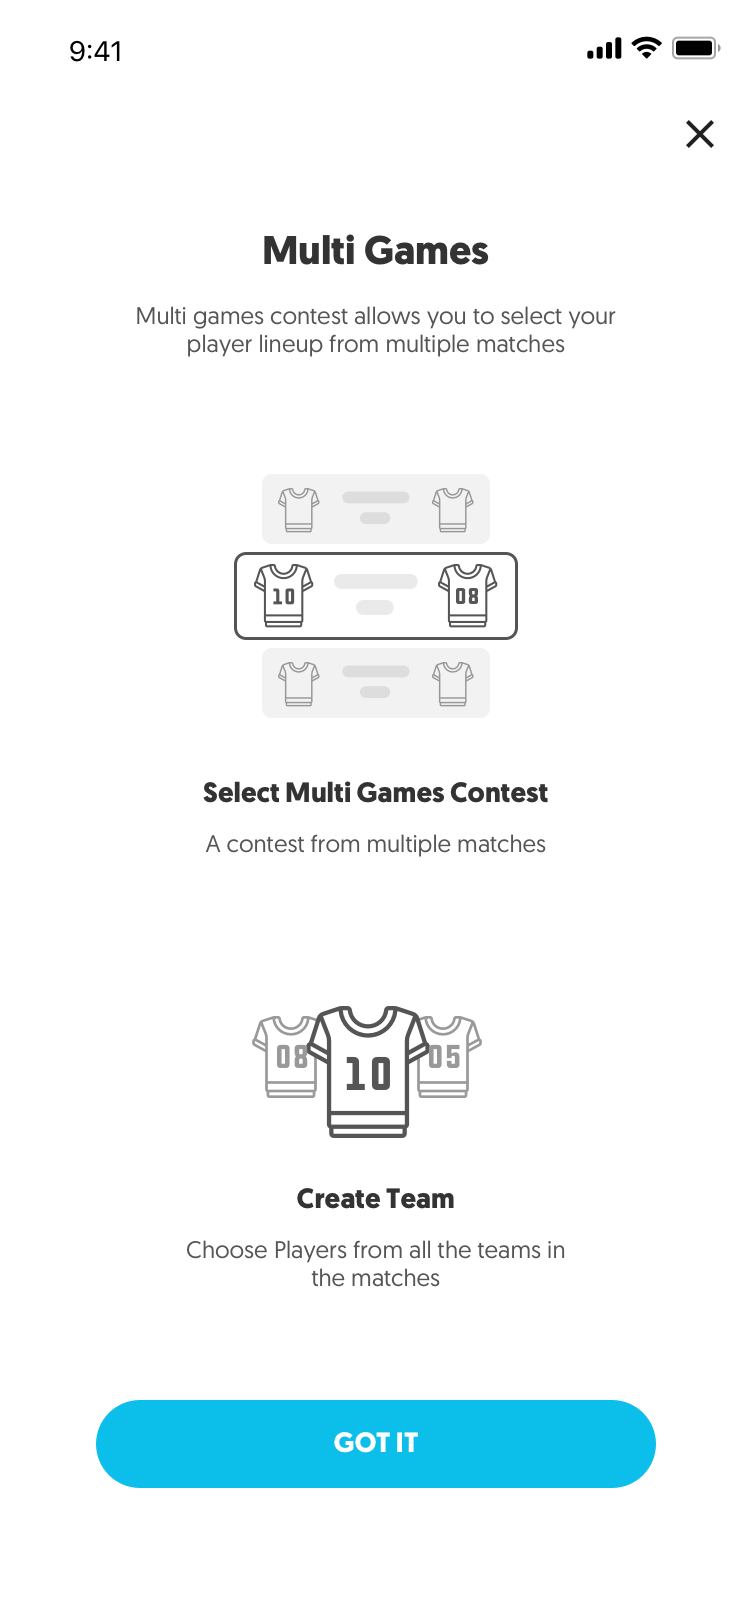 9:41
Multi Games
Multi games contest allows you to select your
player lineup from multiple matches
10 08
Select Multi Games Contest
A contest from multiple matches
08 10 05
Create Team
Choose Players from all the teams in
the matches
GOT IT